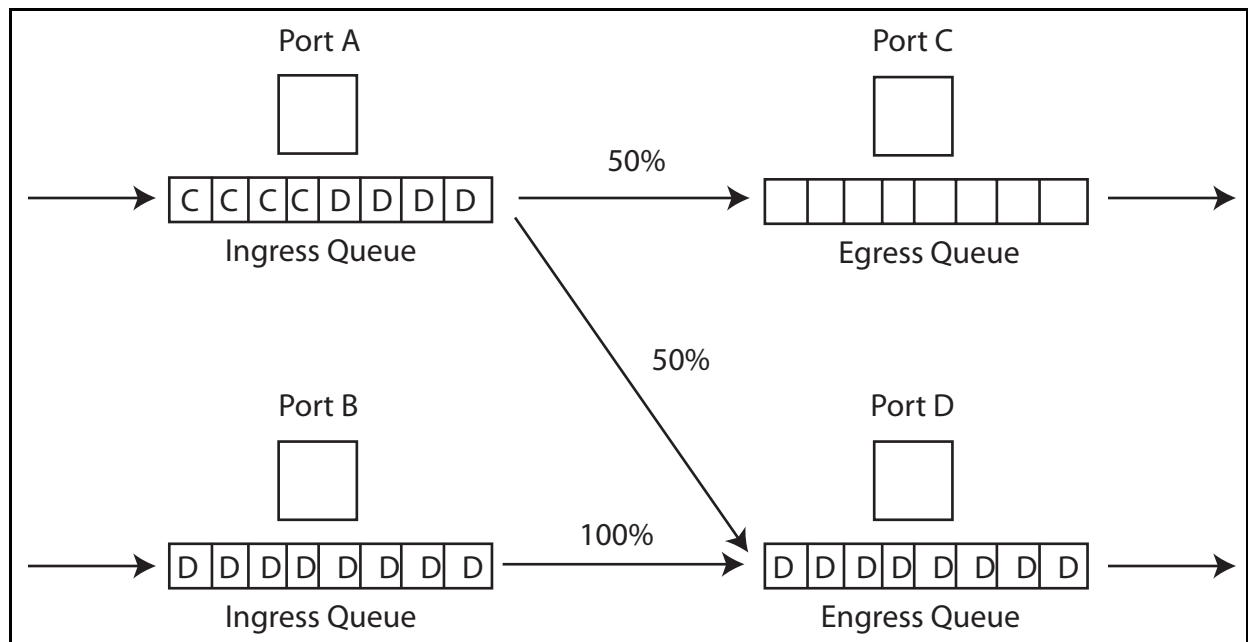 Port A
Port C
50%
C C C C D D D D
Ingress Queue
Egress Queue
50%
Port B
Port D
100%
D D D D D D D D
D D D D D D D D
Ingress Queue
Engress Queue